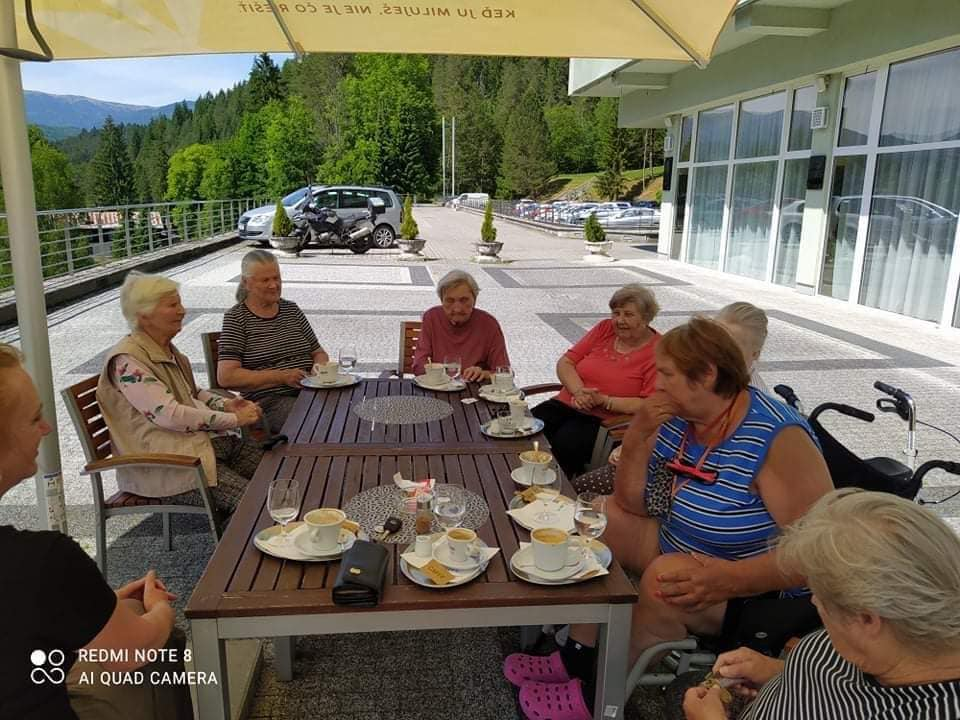 KEĎ JU MILUJEŠ, NIE JE ČO RIEŠIŤ
REDMI NOTE 8
AI QUAD CAMERA